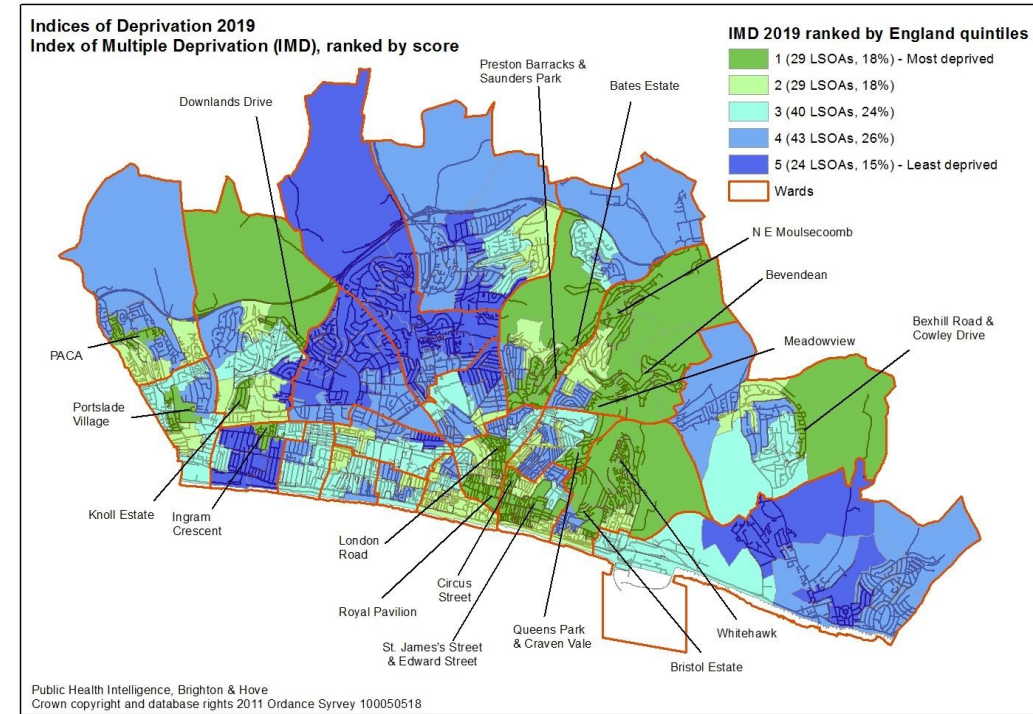 Indices of Deprivation 2019
Index of Multiple Deprivation (IMD), ranked by score
IMD 2019 ranked by England quintiles
1 (29 LSOAs, 18%) - Most deprived
2 (29 LSOAs, 18%)
3 (40 LSOAs, 24%)
4 (43 LSOAs, 26%)
5 (24 LSOAs, 15%) - Least deprived
Wards
Preston Barracks &
Saunders Park
Bates Estate
Downlands Drive
N E Moulsecoomb
Bevendean
Bexhill Road &
Cowley Drive
Meadowview
PACA
Portslade
Village
Knoll Estate
Ingram
Crescent
London
Road
Circus
Street
Royal Pavilion
St. James's Street
& Edward Street
Queens Park
& Craven Vale
Whitehawk
Bristol Estate
Public Health Intelligence, Brighton & Hove
Crown copyright and database rights 2011 Ordance Syrvey 100050518